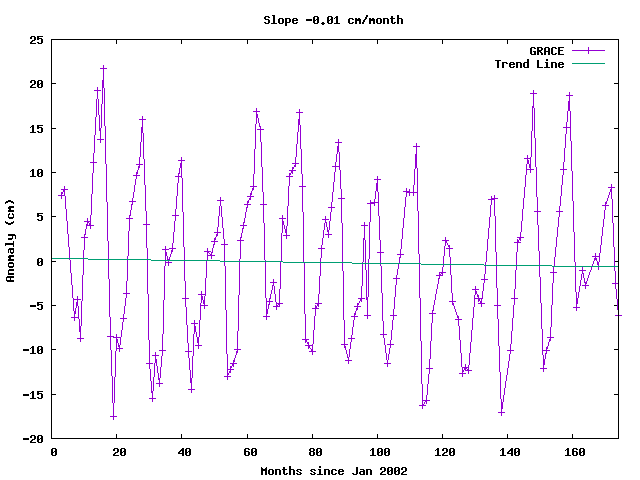 Slope -0.01 cm/month
GRACE
Trend Line
Anomaly (cm)
25
20
15
10
5
0
-5
-10
-15
-20
0 20 40 60 80 100 120 140 160
Months since Jan 2002